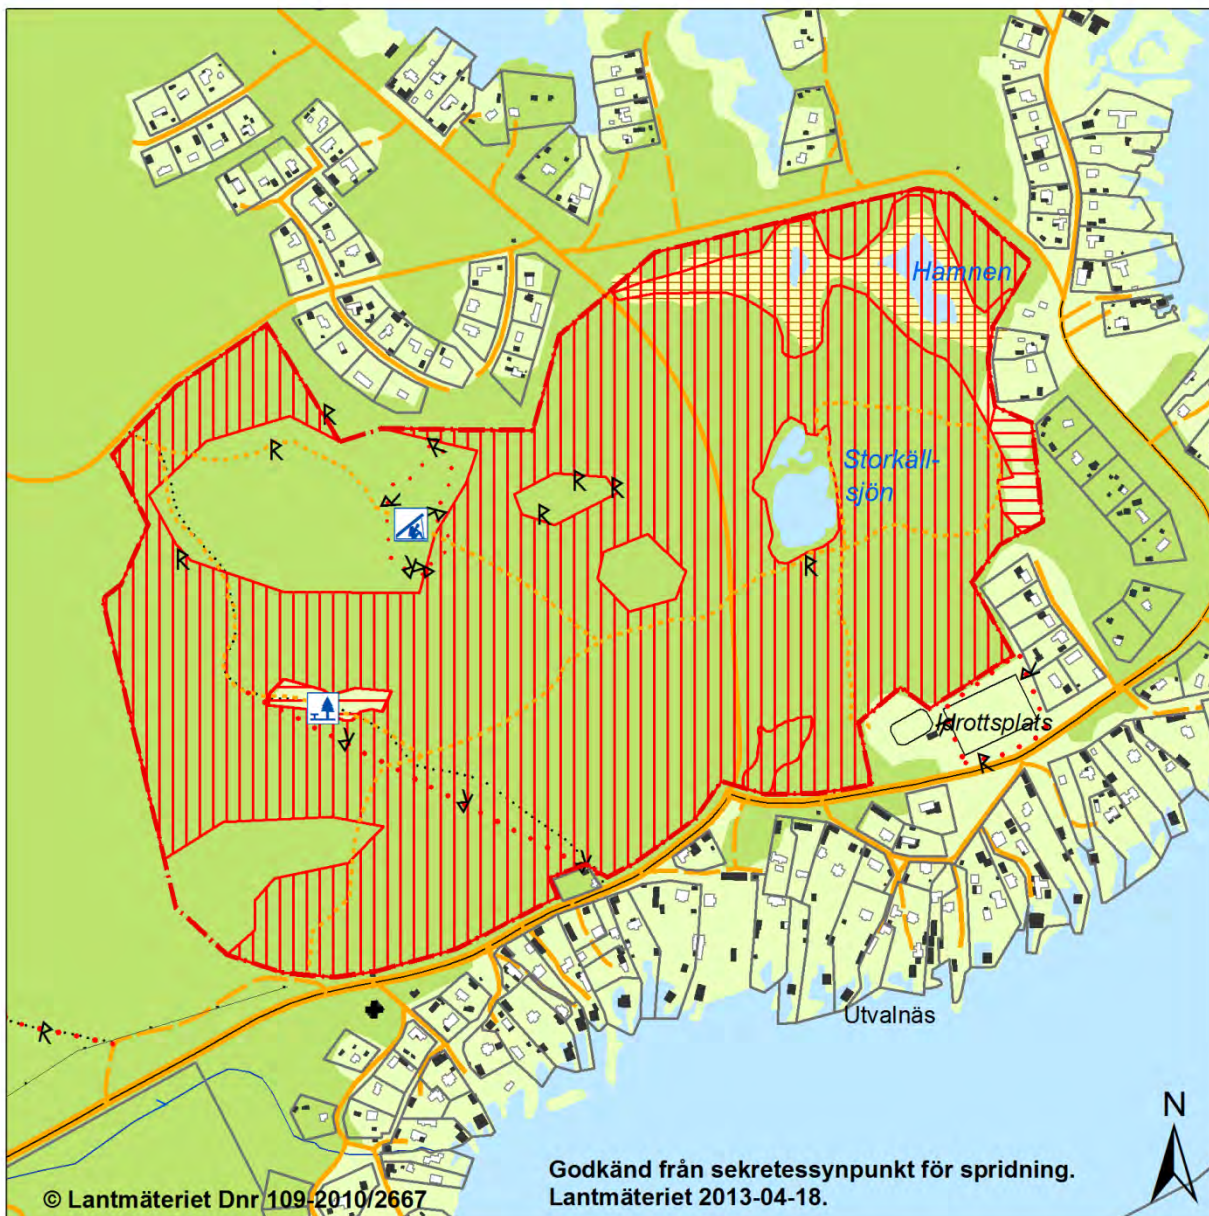 Hamnen
Storkäll-
sjön
Idrottsplats
Utvalnäs
N
Godkänd från sekretessynpunkt för spridning.
© Lantmäteriet Dnr 109-2010/2667
Lantmäteriet 2013-04-18.